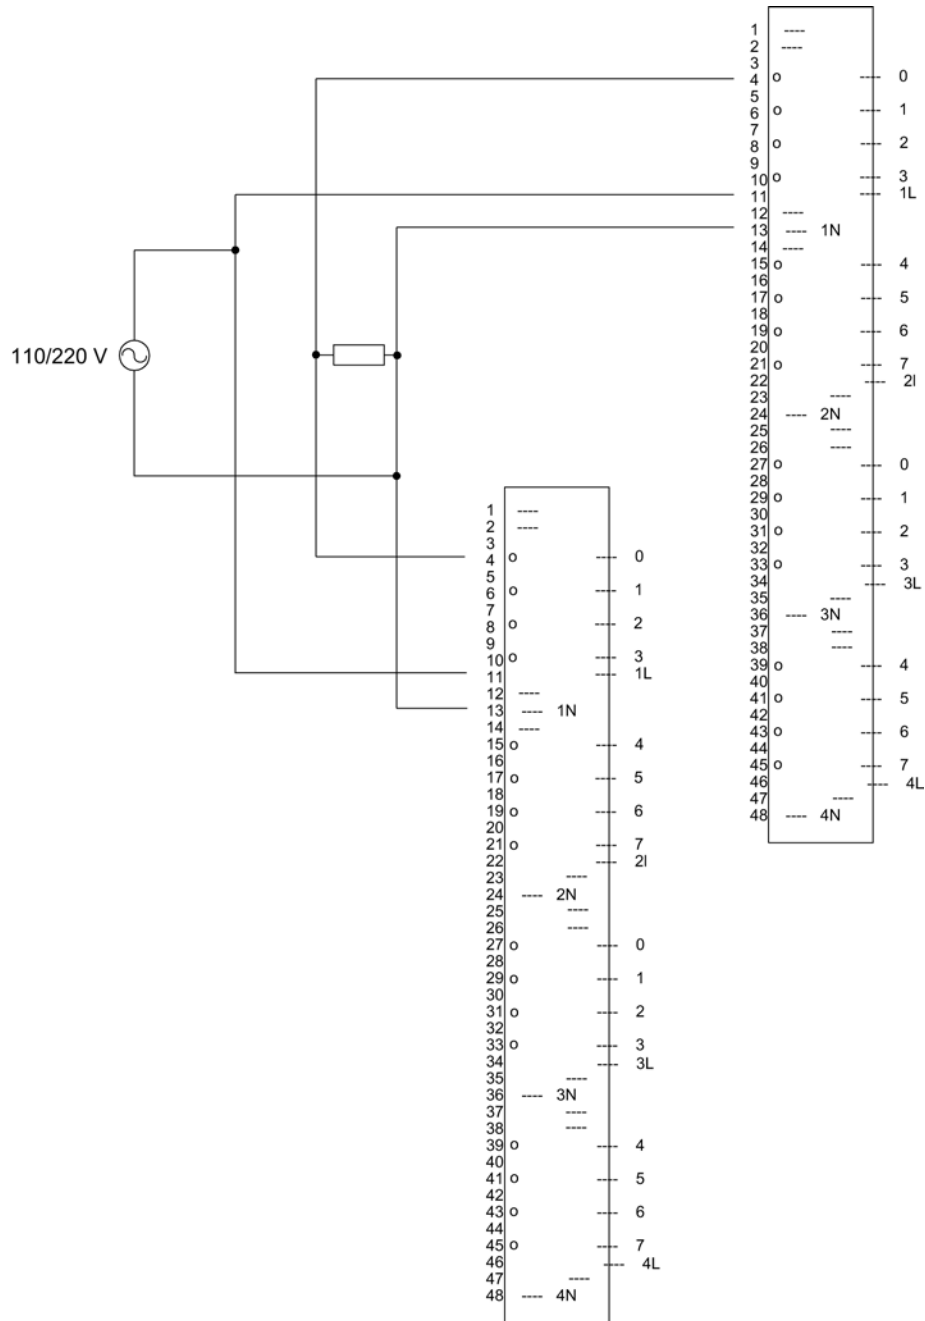 1 ----
2 ----
3
4 o ---- 0
5
6 o ---- 1
7
8 o ---- 2
9
10 o ---- 3
11 ---- 1L
12 ----
13 ---- 1N
14 ----
15 o ---- 4
16
17 o ---- 5
18
19 o ---- 6
20
21 o ---- 7
22 ---- 2l
23 ----
24 ---- 2N
25 ----
26 ----
27 o ---- 0
28
29 o ---- 1
30
31 o ---- 2
32
33 o ---- 3
34 ---- 3L
35 ----
36 ---- 3N
37 ----
38 ----
39 o ---- 4
40
41 o ---- 5
42
43 o ---- 6
44
45 o ---- 7
46 ---- 4L
47 ----
48 ---- 4N
110/220 V
1 ----
2 ----
3
4 o ---- 0
5
6 o ---- 1
7
8 o ---- 2
9
10 o ---- 3
11 ---- 1L
12 ----
13 ---- 1N
14 ----
15 o ---- 4
16
17 o ---- 5
18
19 o ---- 6
20
21 o ---- 7
22 ---- 2l
23 ----
24 ---- 2N
25 ----
26 ----
27 o ---- 0
28
29 o ---- 1
30
31 o ---- 2
32
33 o ---- 3
34 ---- 3L
35 ----
36 ---- 3N
37 ----
38 ----
39 o ---- 4
40
41 o ---- 5
42
43 o ---- 6
44
45 o ---- 7
46 ---- 4L
47 ----
48 ---- 4N